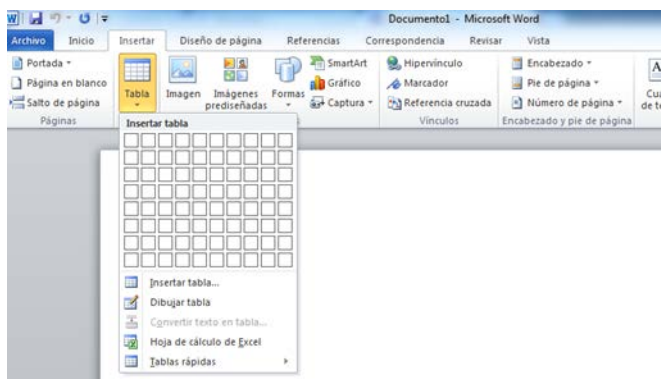 Documento1 - Microsoft Word
Archivo Inicio Insertar Diseño de página Referencias Correspondencia Revisar Vista
Portada
Página en blanco
Salto de página
Páginas
Tabla
Imagen
Imágenes prediseñadas
Formas
SmartArt
Gráfico
Captura
Hipervínculo
Marcador
Referencia cruzada
Vínculos
Encabezado
Pie de página
Número de página
Encabezado y pie de página
A
Insertar tabla
Insertar tabla...
Dibujar tabla
Convertir texto en tabla...
Hoja de cálculo de Excel
Tablas rápidas